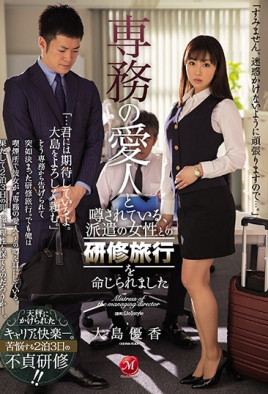 「すみません、迷惑かけないように頑張りますので…」
専務の愛人と
噂されている、
派遣の女性との
研修旅行
を命じられました
Mistress of
the managing director
大島優香
「…君には期待しているよ。
大島をよろしく頼む。」
天秤に
かけられた
キャリア快楽―。
苦悩する2泊3日の
不貞研修!!